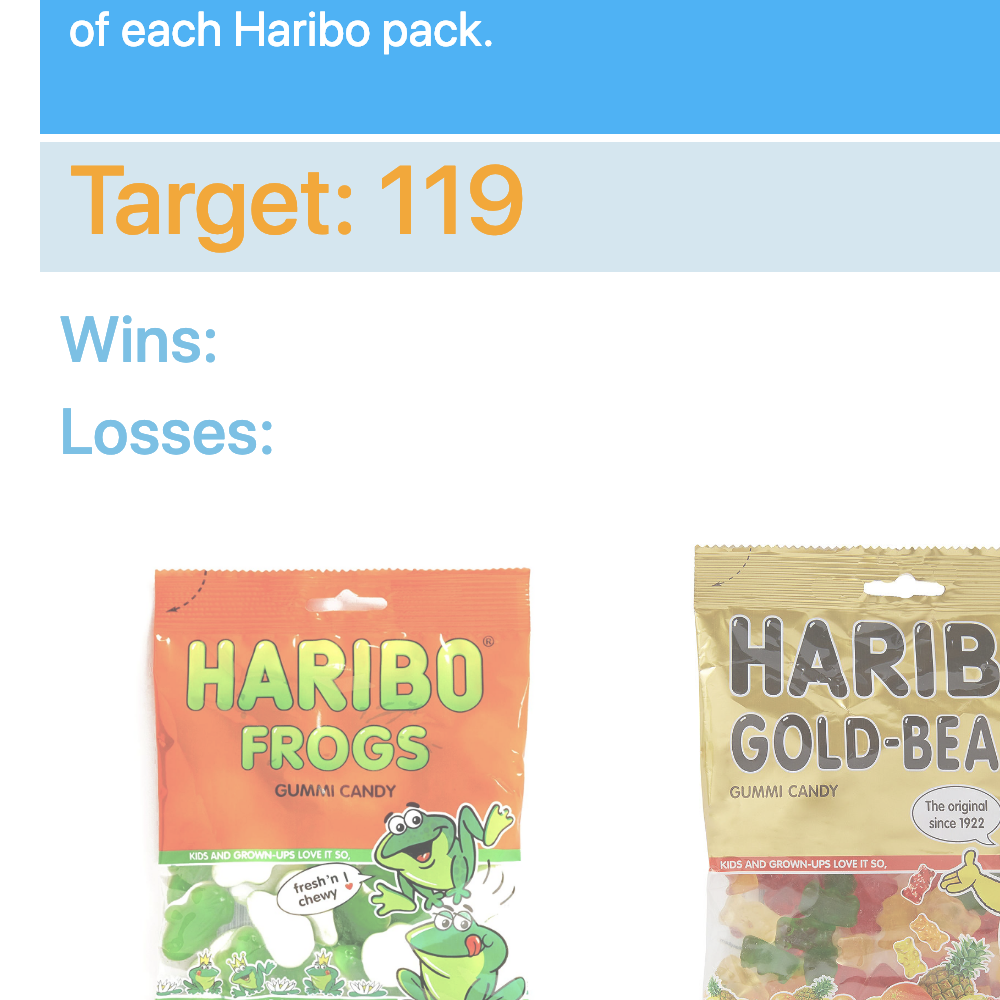 of each Haribo pack.
Target: 119
Wins:
Losses:
HARIBO®
FROGS
GUMMI CANDY
KIDS AND GROWN-UPS LOVE IT SO,
fresh'n
chewy
HARIB
GOLD-BEA
GUMMI CANDY
The original
since 1922
KIDS AND GROWN-UPS LOVE IT SO,